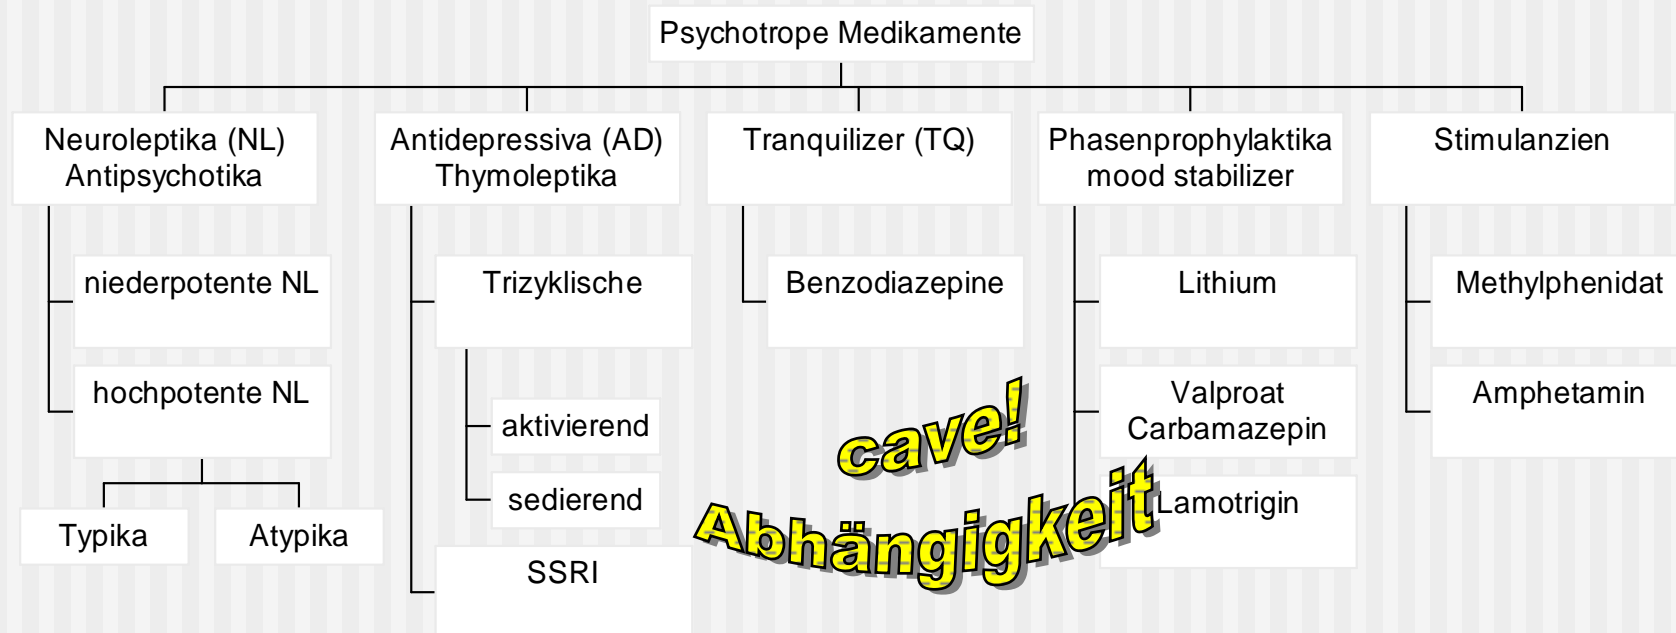 Psychotrope Medikamente
Neuroleptika (NL)
Antipsychotika
niederpotente NL
hochpotente NL
Typika
Atypika
Antidepressiva (AD)
Thymoleptika
Trizyklische
aktivierend
sedierend
SSRI
Tranquilizer (TQ)
Benzodiazepine
cave!
Abhängigkeit
Phasenprophylaktika
mood stabilizer
Lithium
Valproat
Carbamazepin
Lamotrigin
Stimulanzien
Methylphenidat
Amphetamin